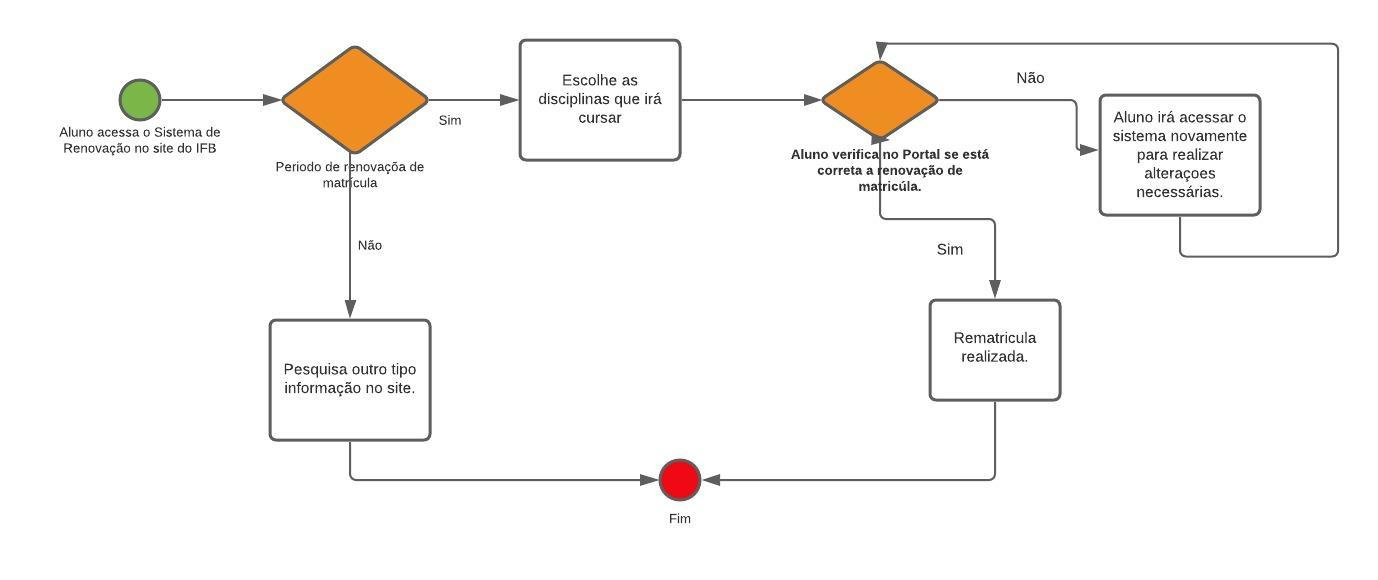 Aluno acessa o Sistema de
Renovação no site do IFB
Periodo de renovaçõa de
matrícula
Sim
Não
Escolhe as
disciplinas que irá
cursar
Aluno verifica no Portal se está
correta a renovação de
matricúla.
Não
Aluno irá acessar o
sistema novamente
para realizar
alteraçoes
necessárias.
Sim
Rematricula
realizada.
Pesquisa outro tipo
informação no site.
Fim